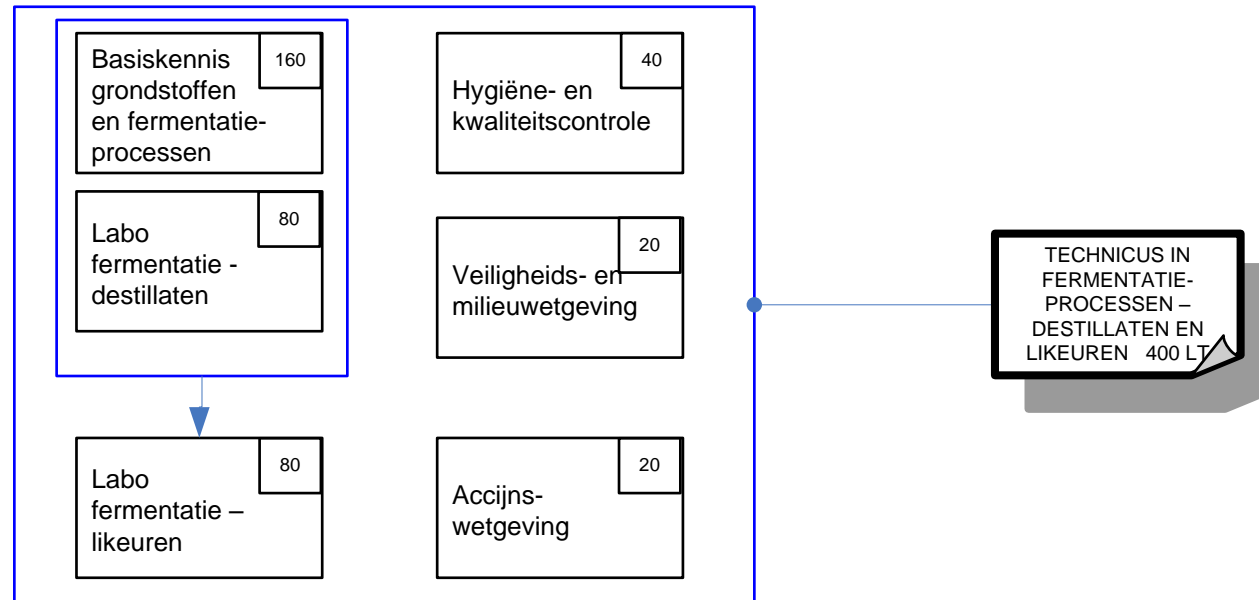 Basiskennis
grondstoffen
en fermentatie-
processen
160
Labo
fermentatie -
destillaten
80
Labo
fermentatie –
likeuren
80
Hygiëne- en
kwaliteitscontrole
40
Veiligheids- en
milieuwetgeving
20
Accijns-
wetgeving
20
TECHNICUS IN
FERMENTATIE-
PROCESSEN –
DESTILLATEN EN
LIKEUREN 400 LT